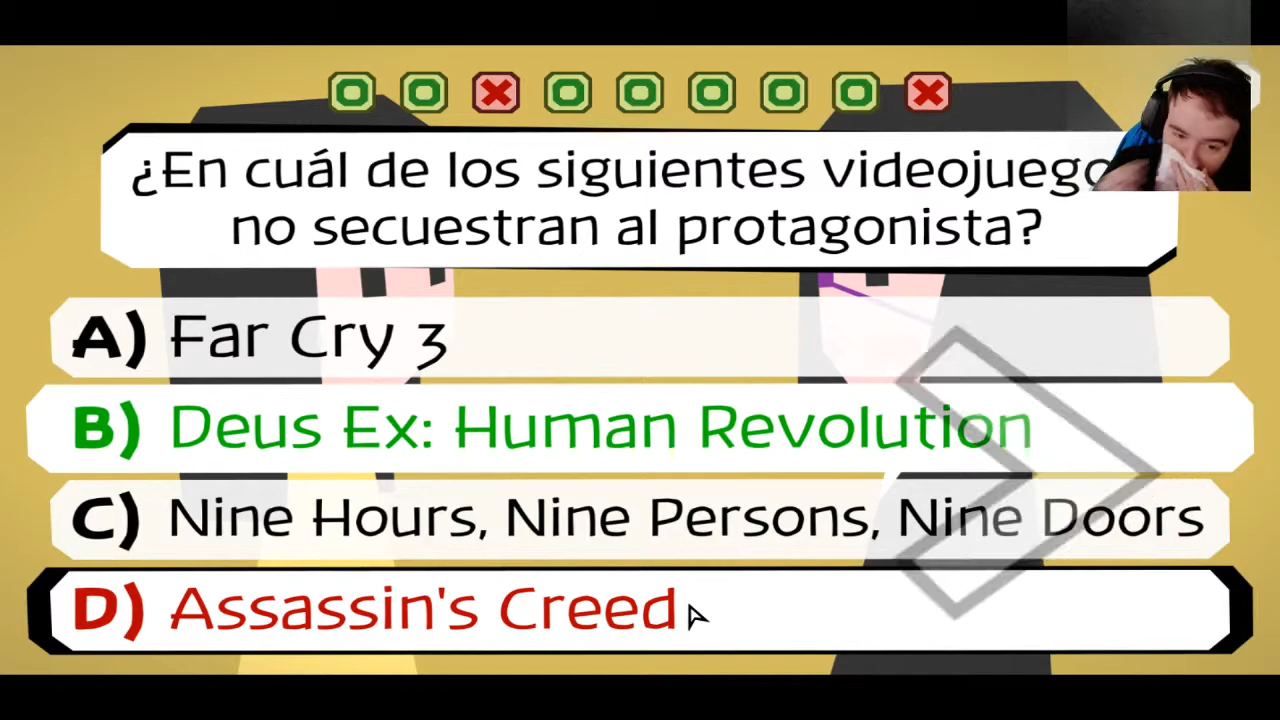 ¿En cuál de los siguientes videojuego
no secuestran al protagonista?
A) Far Cry 3
B) Deus Ex: Human Revolution
C) Nine Hours, Nine Persons, Nine Doors
D) Assassin's Creed